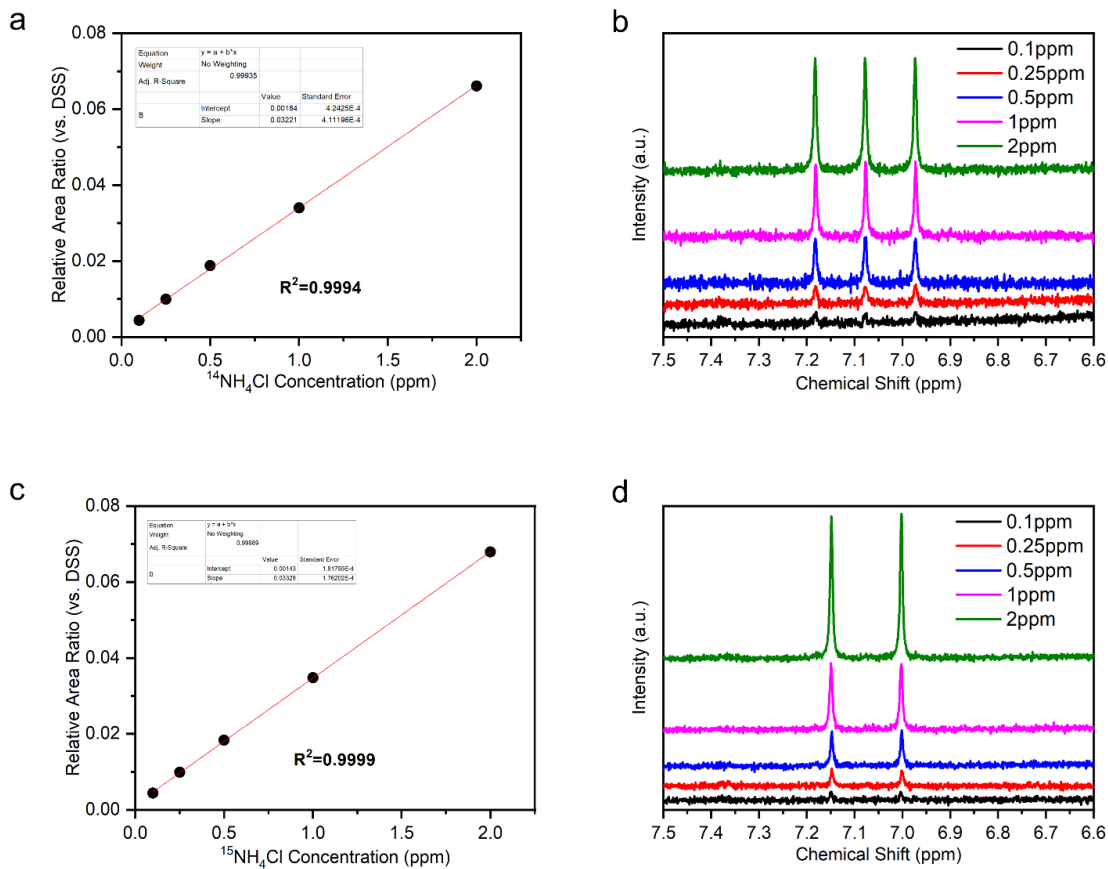 a
Relative Area Ratio (vs. DSS)
0.08
0.06
0.04
0.02
0.00
Equation y = a + b*x
Weight No Weighting
Adj. R-Square 0.99935
Value Standard Error
B Intercept 0.00184 4.2425E-4
Slope 0.03221 4.11196E-4
R²=0.9994
0.0 0.5 1.0 1.5 2.0
¹⁴NH₄Cl Concentration (ppm)
b
Intensity (a.u.)
0.1ppm
0.25ppm
0.5ppm
1ppm
2ppm
7.5 7.4 7.3 7.2 7.1 7.0 6.9 6.8 6.7 6.6
Chemical Shift (ppm)
c
Relative Area Ratio (vs. DSS)
0.08
0.06
0.04
0.02
0.00
Equation y = a + b*x
Weight No Weighting
Adj. R-Square 0.99989
Value Standard Error
Intercept 0.00143 1.81795E-4
Slope 0.03328 1.76202E-4
R²=0.9999
0.0 0.5 1.0 1.5 2.0
¹⁵NH₄Cl Concentration (ppm)
d
Intensity (a.u.)
0.1ppm
0.25ppm
0.5ppm
1ppm
2ppm
7.5 7.4 7.3 7.2 7.1 7.0 6.9 6.8 6.7 6.6
Chemical Shift (ppm)